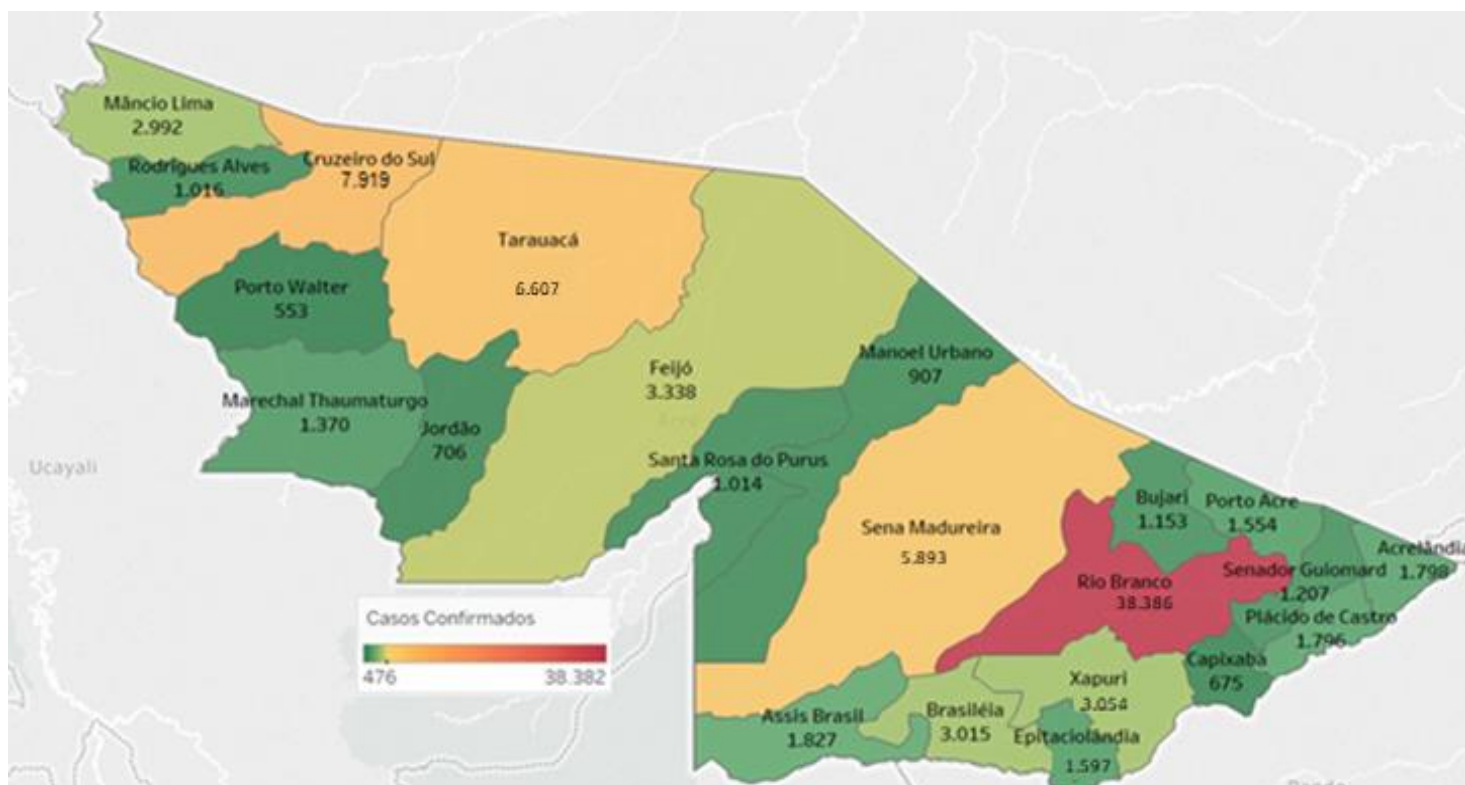 Mâncio Lima
2.992
Rodrigues Alves
1.016
Cruzeiro do Sul
7.919
Tarauacá
6.607
Porto Walter
553
Marechal Thaumaturgo
1.370
Jordão
706
Feijó
3.338
Manoel Urbano
907
Santa Rosa do Purus
1.014
Ucayali
Sena Madureira
5.893
Bujari
1.153
Porto Acre
1.554
Acrelândia
1.798
Senador Guiomard
1.207
Rio Branco
38.386
Plácido de Castro
1.796
Capixaba
675
Xapuri
3.054
Assis Brasil
1.827
Brasiléia
3.015
Epitaciolândia
1.597
Casos Confirmados
476
38.382